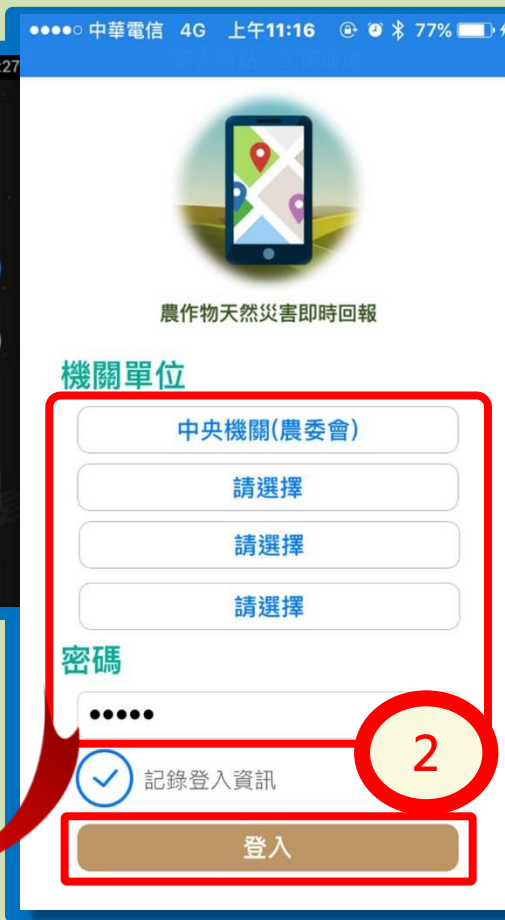 ●●●●○ 中華電信 4G 上午11:16 77%
:27
農作物天然災害即時回報
機關單位
中央機關(農委會)
請選擇
請選擇
請選擇
密碼
●●●●●
2
記錄登入資訊
登入